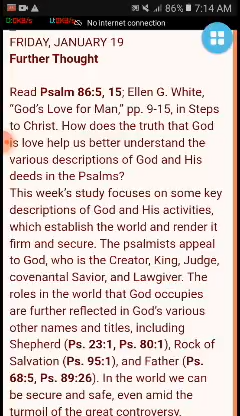 86% 7:14 AM
No internet connection
FRIDAY, JANUARY 19
Further Thought
Read Psalm 86:5, 15; Ellen G. White,
“God’s Love for Man,” pp. 9-15, in Steps
to Christ. How does the truth that God
is love help us better understand the
various descriptions of God and His
deeds in the Psalms?
This week’s study focuses on some key
descriptions of God and His activities,
which establish the world and render it
firm and secure. The psalmists appeal
to God, who is the Creator, King, Judge,
covenantal Savior, and Lawgiver. The
roles in the world that God occupies
are further reflected in God’s various
other names and titles, including
Shepherd (Ps. 23:1, Ps. 80:1), Rock of
Salvation (Ps. 95:1), and Father (Ps.
68:5, Ps. 89:26). In the world we can
be secure and safe, even amid the
turmoil of the great controversy,